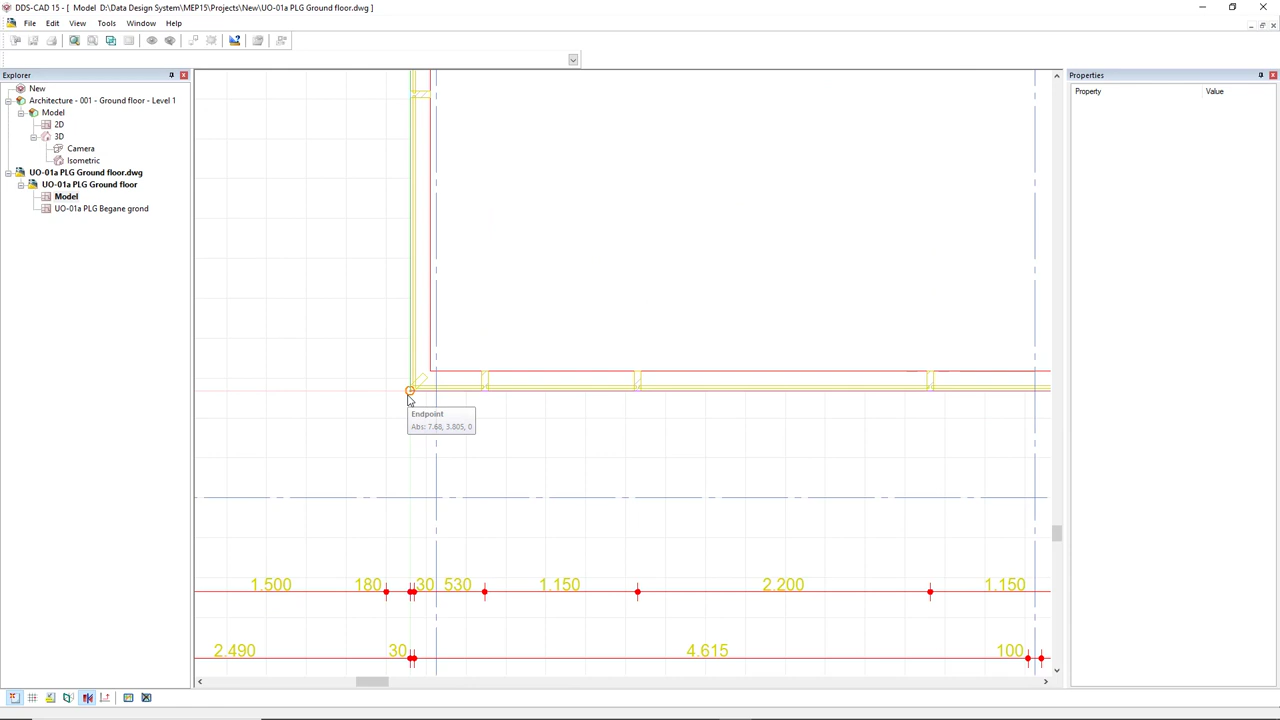 DDS-CAD 15 - [ Model  D:\Data Design System\MEP15\Projects\New\UO-01a PLG Ground floor.dwg ]
File Edit View Tools Window Help
Explorer
New
Architecture - 001 - Ground floor - Level 1
Model
2D
3D
Camera
Isometric
UO-01a PLG Ground floor.dwg
UO-01a PLG Ground floor
Model
UO-01a PLG Begane grond
Properties
Property Value
Endpoint
Abs: 7.68, 3.805, 0
1.500 180 30 530 1.150 2.200 1.150
2.490 30 4.615 100